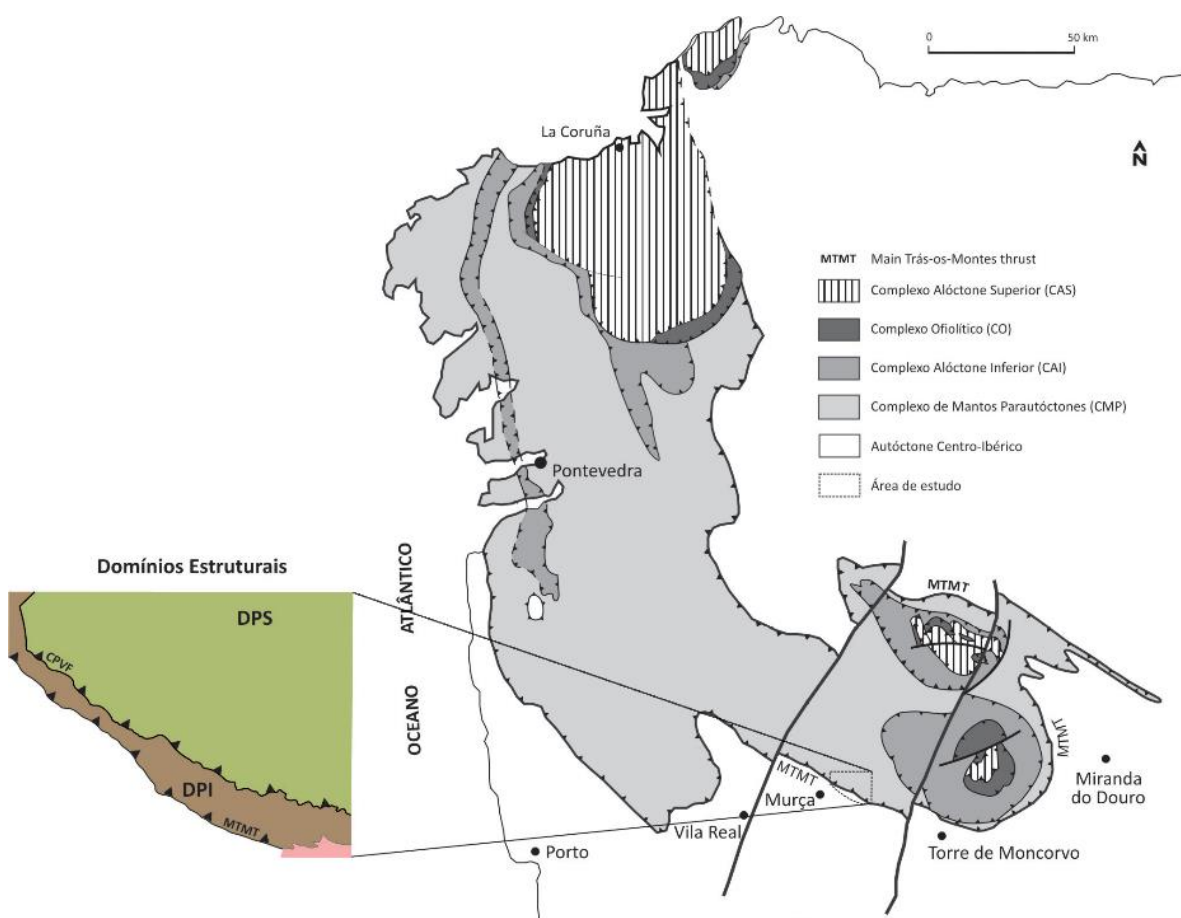 0
50 km
La Coruña
N
MTMT Main Trás-os-Montes thrust
Complexo Alóctone Superior (CAS)
Complexo Ofiolítico (CO)
Complexo Alóctone Inferior (CAI)
Complexo de Mantos Parautóctones (CMP)
Autóctone Centro-Ibérico
Área de estudo
Pontevedra
Domínios Estruturais
OCEANO ATLÂNTICO
DPS
CPVF
DPI
MTMT
MTMT
MTMT
MTMT
Miranda
do Douro
Murça
Vila Real
Porto
Torre de Moncorvo